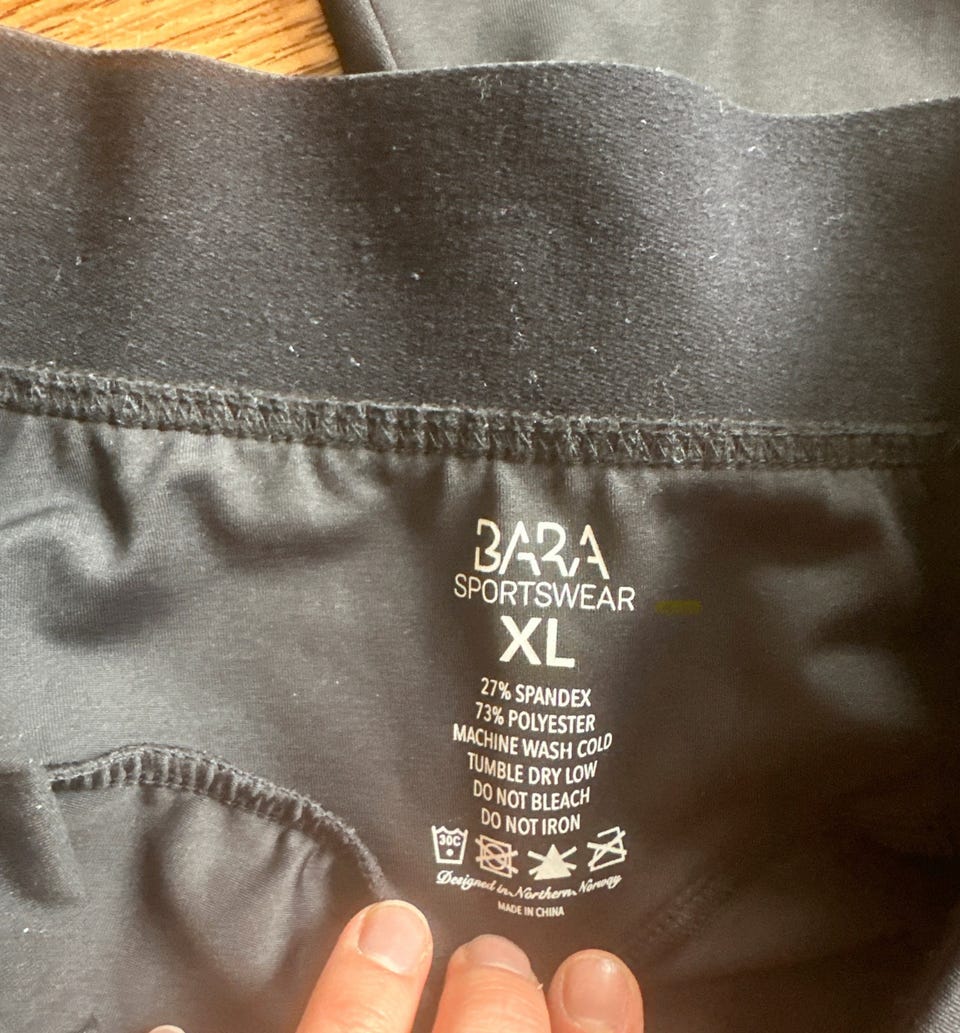 BARA
SPORTSWEAR
XL
27% SPANDEX
73% POLYESTER
MACHINE WASH COLD
TUMBLE DRY LOW
DO NOT BLEACH
DO NOT IRON
30C
Designed in Northern Norway
MADE IN CHINA